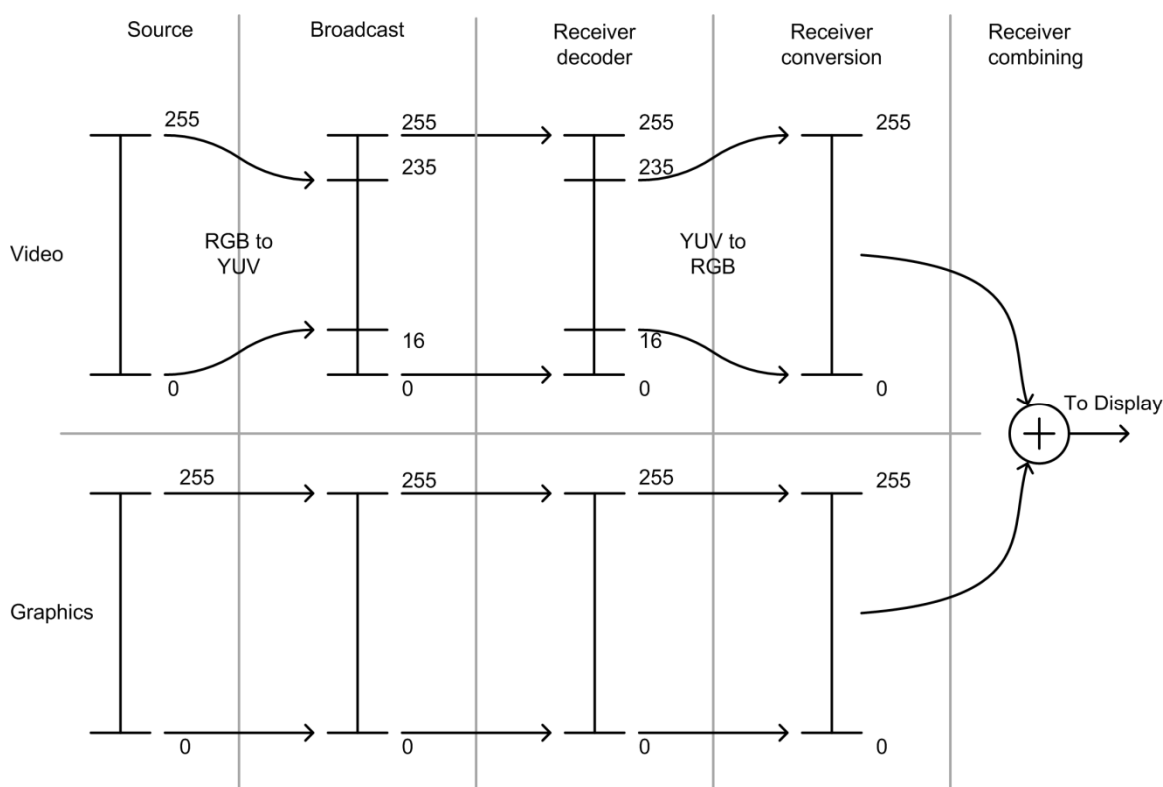 Source
Broadcast
Receiver
decoder
Receiver
conversion
Receiver
combining
255
255
255
255
235
235
Video
RGB to
YUV
YUV to
RGB
16
16
0
0
0
0
To Display
255
255
255
255
Graphics
0
0
0
0